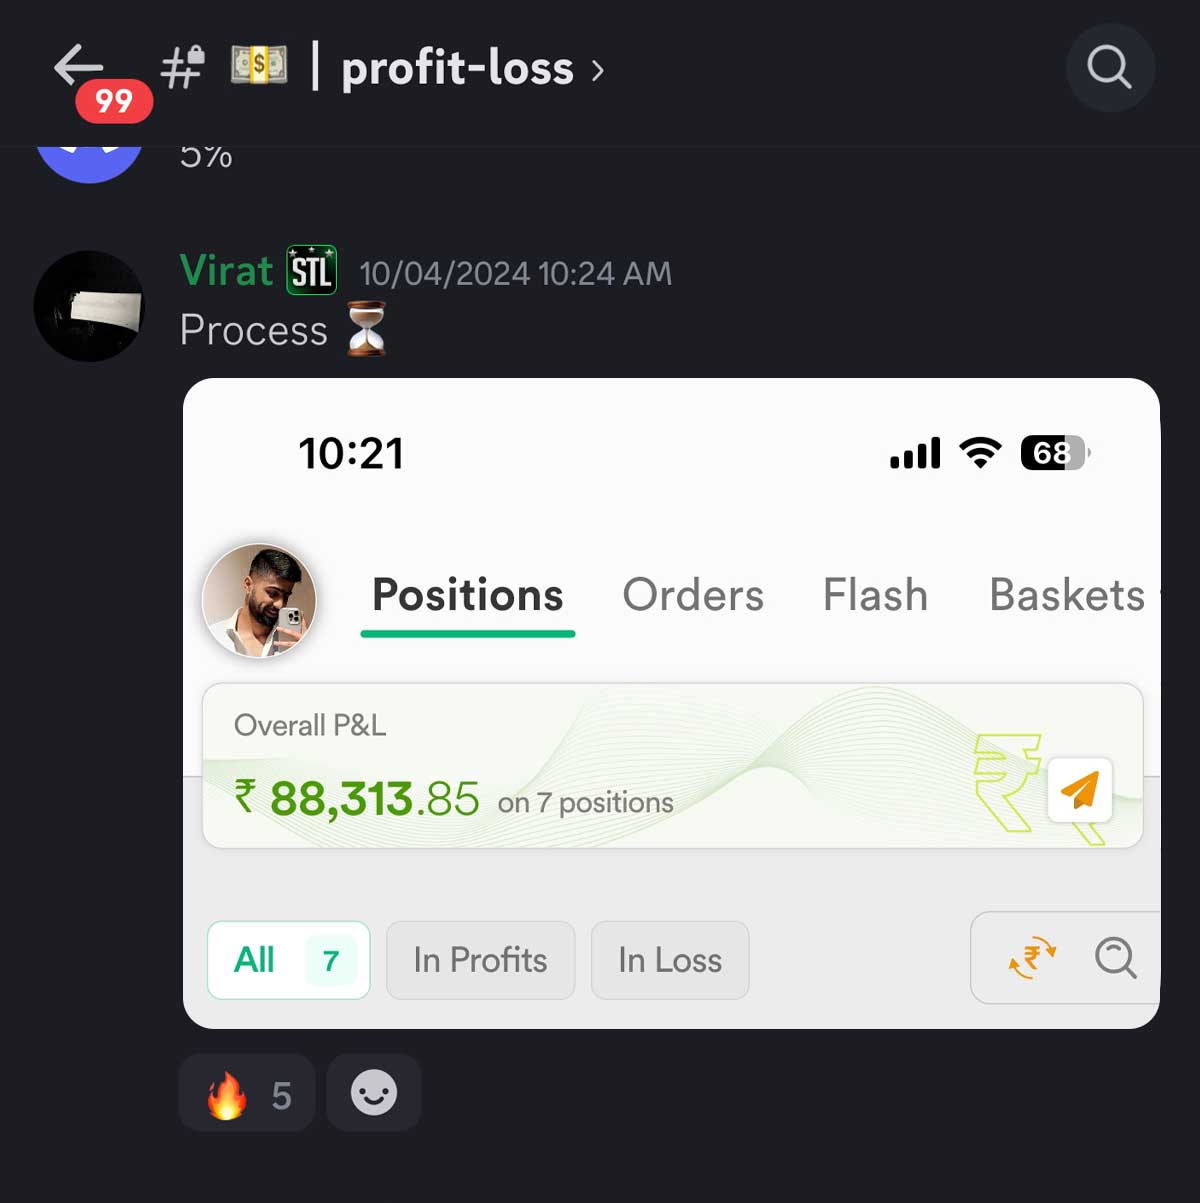 # 💵 | profit-loss ›
99
5%
Virat STL 10/04/2024 10:24 AM
Process ⏳
10:21
68
Positions Orders Flash Baskets
Overall P&L
₹ 88,313.85 on 7 positions
All 7 In Profits In Loss
🔥 5